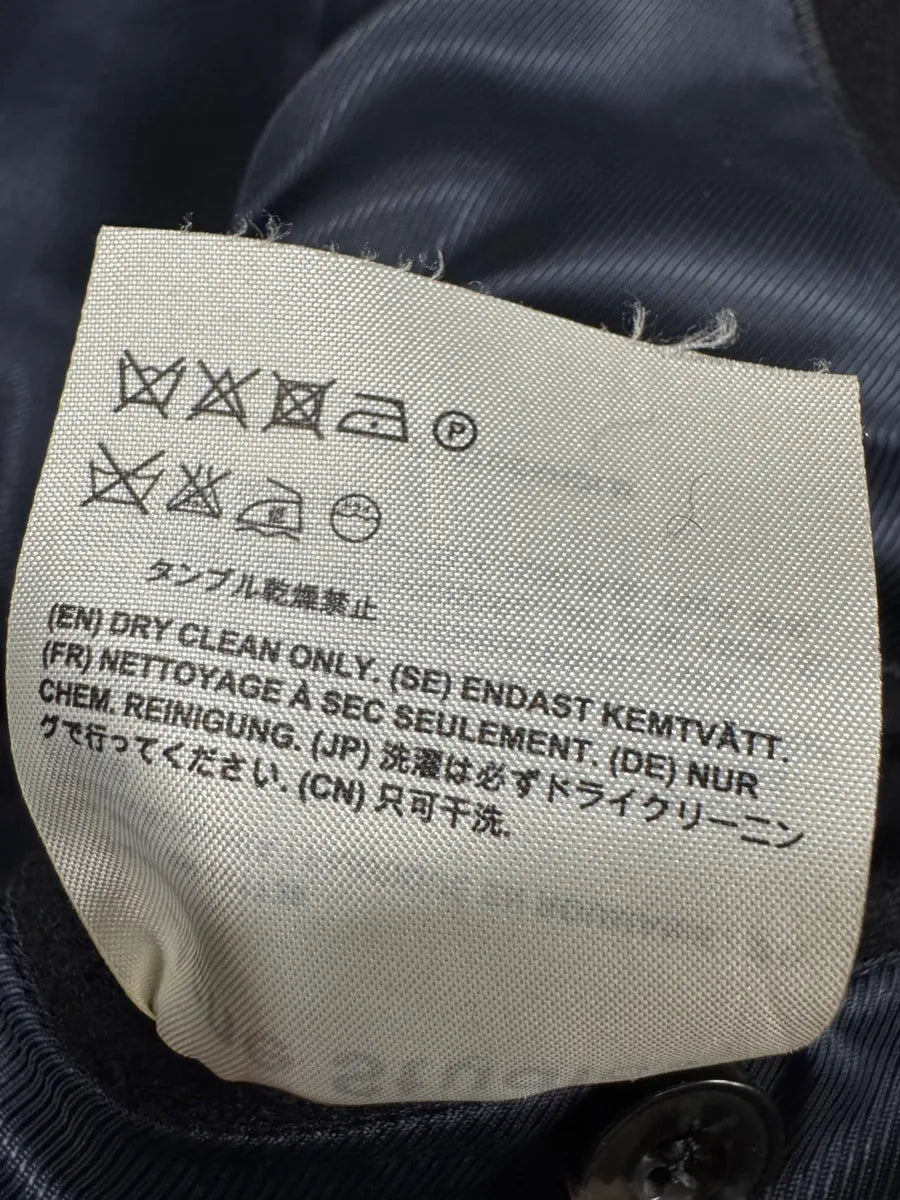 P
タンブル乾燥禁止
(EN) DRY CLEAN ONLY. (SE) ENDAST KEMTVÄTT.
(FR) NETTOYAGE À SEC SEULEMENT. (DE) NUR
CHEM. REINIGUNG. (JP) 洗濯は必ずドライクリーニン
グで行ってください. (CN) 只可干洗.